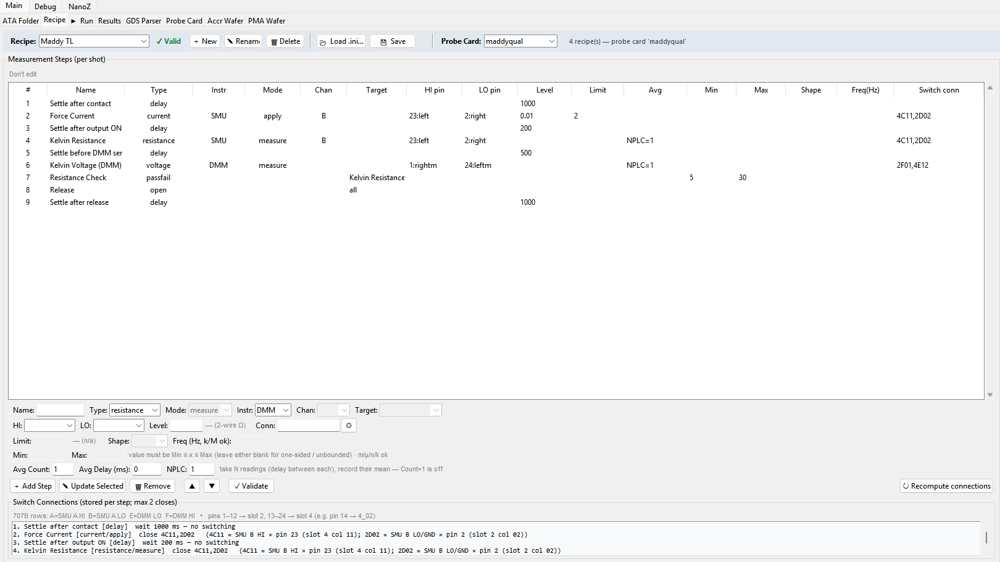 Main Debug NanoZ
ATA Folder Recipe ▶ Run Results GDS Parser Probe Card Accr Wafer PMA Wafer
Recipe: Maddy TL ✓ Valid + New Renam Delete Load .ini... Save Probe Card: maddyqual 4 recipe(s) — probe card 'maddyqual'
Measurement Steps (per shot)
Don't edit
# Name Type Instr Mode Chan Target HI pin LO pin Level Limit Avg Min Max Shape Freq(Hz) Switch conn
1 Settle after contact delay 1000
2 Force Current current SMU apply B 23:left 2:right 0.01 2 4C11,2D02
3 Settle after output ON delay 200
4 Kelvin Resistance resistance SMU measure B 23:left 2:right NPLC=1 4C11,2D02
5 Settle before DMM ser delay 500
6 Kelvin Voltage (DMM) voltage DMM measure 1:rightm 24:leftm NPLC=1 2F01,4E12
7 Resistance Check passfail Kelvin Resistance 5 30
8 Release open all
9 Settle after release delay 1000
Name: Type: resistance Mode: measure Instr: DMM Chan: Target:
HI: LO: Level: — (2-wire Ω) Conn: ⚙
Limit: — (n/a) Shape: Freq (Hz, k/M ok):
Min: Max: value must be Min ≤ x ≤ Max (leave either blank for one-sided / unbounded) · m/µ/n/k ok
Avg Count: 1 Avg Delay (ms): 0 NPLC: 1 take N readings (delay between each), record their mean — Count=1 is off
+ Add Step Update Selected Remove ▲ ▼ ✓ Validate ↻ Recompute connections
Switch Connections (stored per step; max 2 closes)
707B rows: A=SMU A HI B=SMU A LO E=DMM LO F=DMM HI • pins 1–12 → slot 2, 13–24 → slot 4 (e.g. pin 14 → 4_02)
1. Settle after contact [delay] wait 1000 ms — no switching
2. Force Current [current/apply] close 4C11,2D02 (4C11 = SMU B HI × pin 23 (slot 4 col 11); 2D02 = SMU B LO/GND × pin 2 (slot 2 col 02))
3. Settle after output ON [delay] wait 200 ms — no switching
4. Kelvin Resistance [resistance/measure] close 4C11,2D02 (4C11 = SMU B HI × pin 23 (slot 4 col 11); 2D02 = SMU B LO/GND × pin 2 (slot 2 col 02))